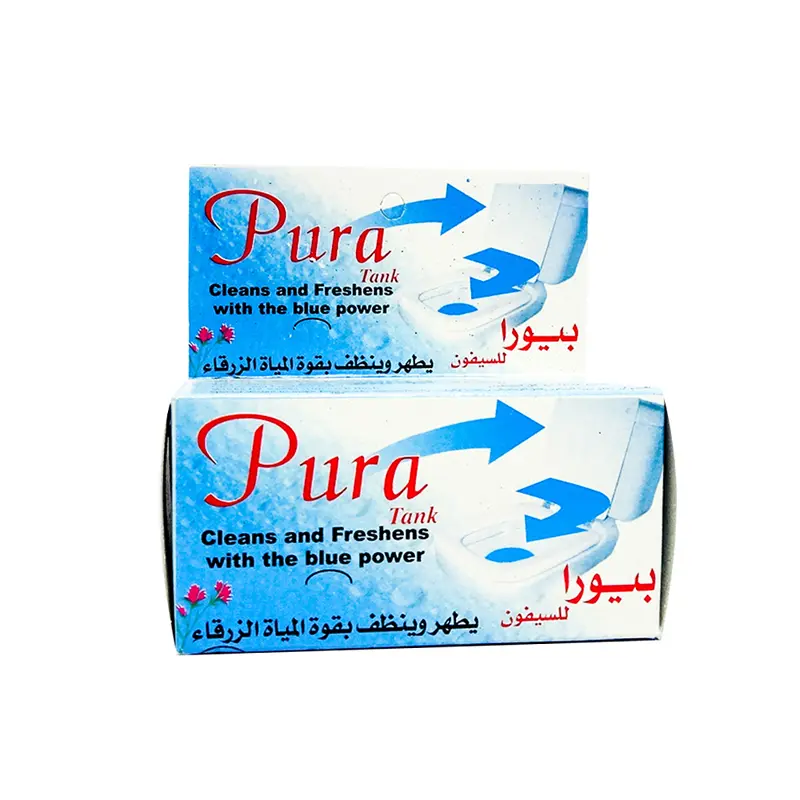 Pura
Tank
Cleans and Freshens
with the blue power
بيورا
للسيفون
يطهر وينظف بقوة المياة الزرقاء
Pura
Tank
Cleans and Freshens
with the blue power
بيورا
للسيفون
يطهر وينظف بقوة المياة الزرقاء